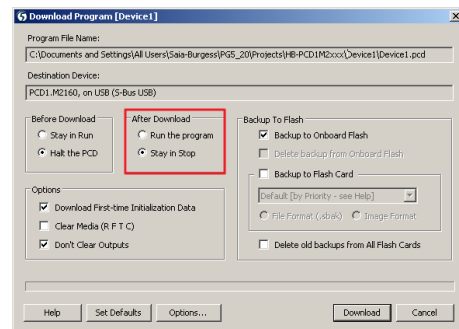 Download Program [Device1]
Program File Name:
C:\Documents and Settings\All Users\Saia-Burgess\PG5_20\Projects\HB-PCD1M2xxx\Device1\Device1.pcd
Destination Device:
PCD1.M2160, on USB (S-Bus USB)
Before Download
Stay in Run
Halt the PCD
After Download
Run the program
Stay in Stop
Backup To Flash
Backup to Onboard Flash
Delete backup from Onboard Flash
Backup to Flash Card
Default [by Priority - see Help]
File Format (.sbak)
Image Format
Delete old backups from All Flash Cards
Options
Download First-time Initialization Data
Clear Media (R F T C)
Don't Clear Outputs
Help
Set Defaults
Options...
Download
Cancel